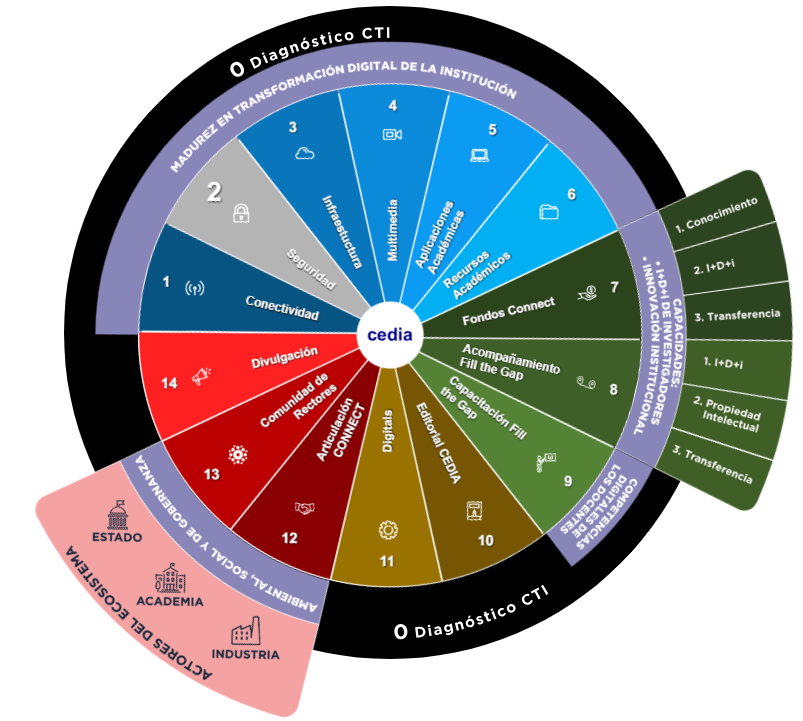 0 Diagnóstico CTI
MADUREZ EN TRANSFORMACIÓN DIGITAL DE LA INSTITUCIÓN
1
Conectividad
2
Seguridad
3
Infraestuctura
4
Multimedia
5
Aplicaciones
Académicas
6
Recursos
Académicos
7
Fondos Connect
8
Acompañamiento
Fill the Gap
9
Capacitación Fill
the Gap
10
Editorial CEDIA
11
Digitals
12
Articulación
CONNECT
13
Comunidad de
Rectores
14
Divulgación
cedia
CAPACIDADES:
• I+D+i DE INVESTIGADORES
• INNOVACIÓN INSTITUCIONAL
1. Conocimiento
2. I+D+i
3. Transferencia
1. I+D+i
2. Propiedad
Intelectual
3. Transferencia
COMPETENCIAS
DIGITALES DE
LOS DOCENTES
AMBIENTAL, SOCIAL Y DE GOBERNANZA
ESTADO
ACADEMIA
INDUSTRIA
ACTORES DEL ECOSISTEMA
0 Diagnóstico CTI